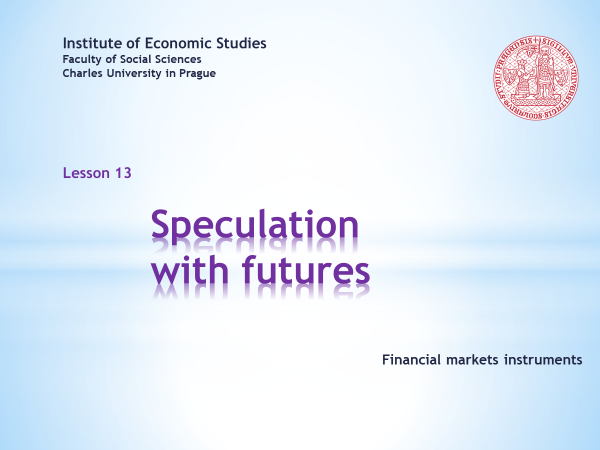 Institute of Economic Studies
Faculty of Social Sciences
Charles University in Prague
Lesson 13
Speculation
with futures
Financial markets instruments